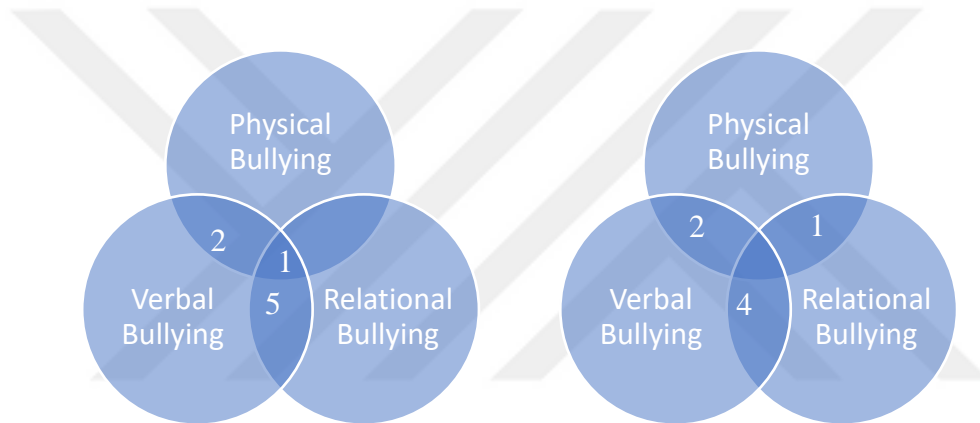 Physical
Bullying
2
1
Verbal
Bullying
5
Relational
Bullying
Physical
Bullying
2
1
Verbal
Bullying
4
Relational
Bullying